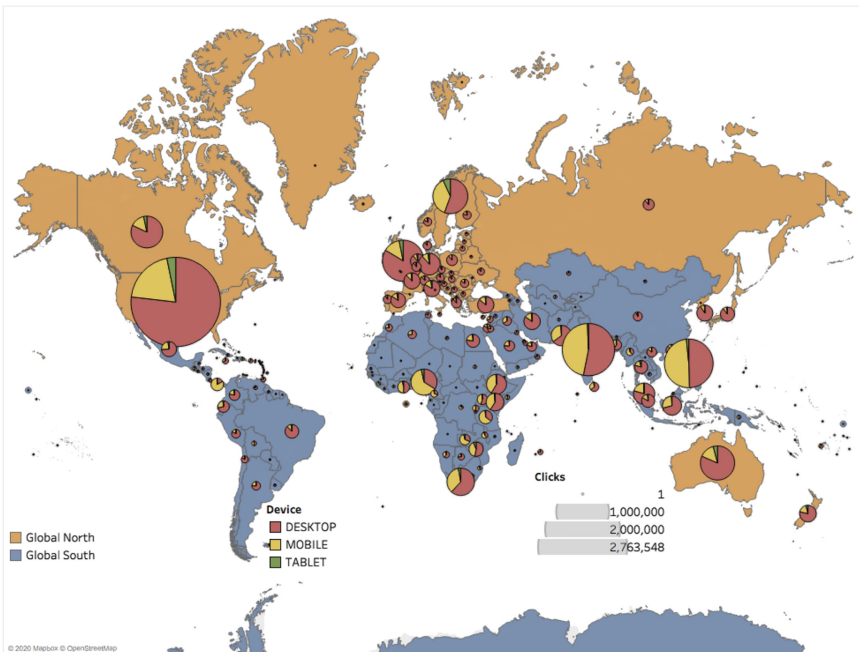 Clicks
1
1,000,000
2,000,000
2,763,548
Device
DESKTOP
MOBILE
TABLET
Global North
Global South
© 2020 Mapbox © OpenStreetMap